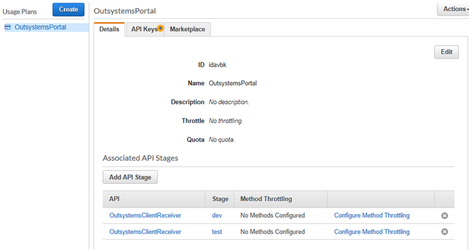 Usage Plans
Create
OutsystemsPortal
OutsystemsPortal
Actions
Details
API Keys
Marketplace
Edit
ID idavbk
Name OutsystemsPortal
Description No description.
Throttle No throttling.
Quota No quota.
Associated API Stages
Add API Stage
API Stage Method Throttling
OutsystemsClientReceiver dev No Methods Configured Configure Method Throttling
OutsystemsClientReceiver test No Methods Configured Configure Method Throttling